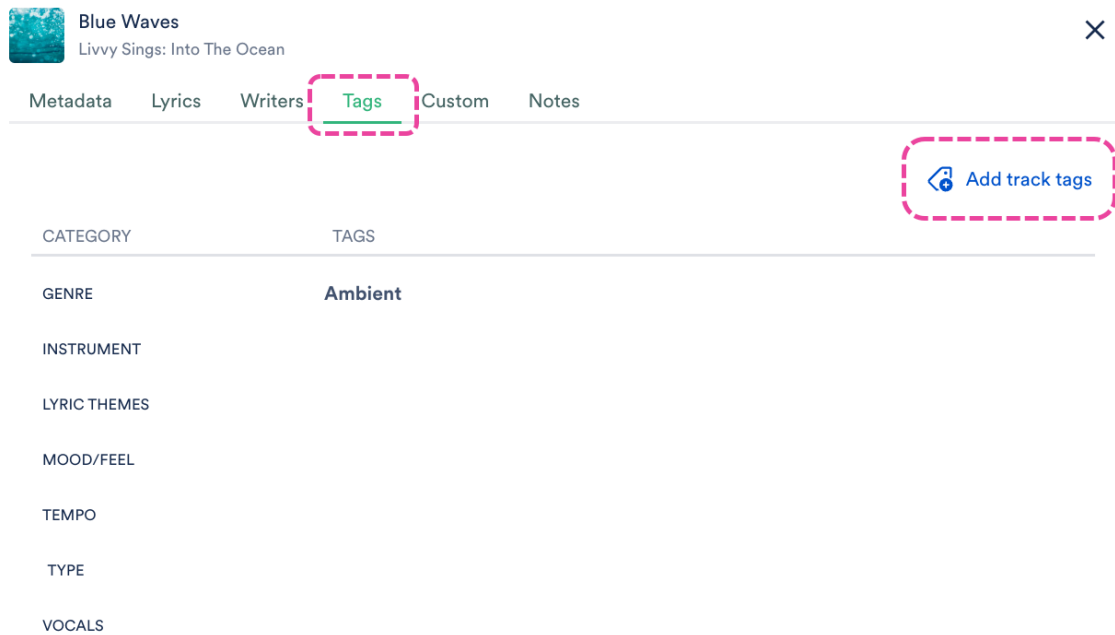 Blue Waves
Livvy Sings: Into The Ocean
Metadata Lyrics Writers Tags Custom Notes
Add track tags
CATEGORY TAGS
GENRE Ambient
INSTRUMENT
LYRIC THEMES
MOOD/FEEL
TEMPO
TYPE
VOCALS